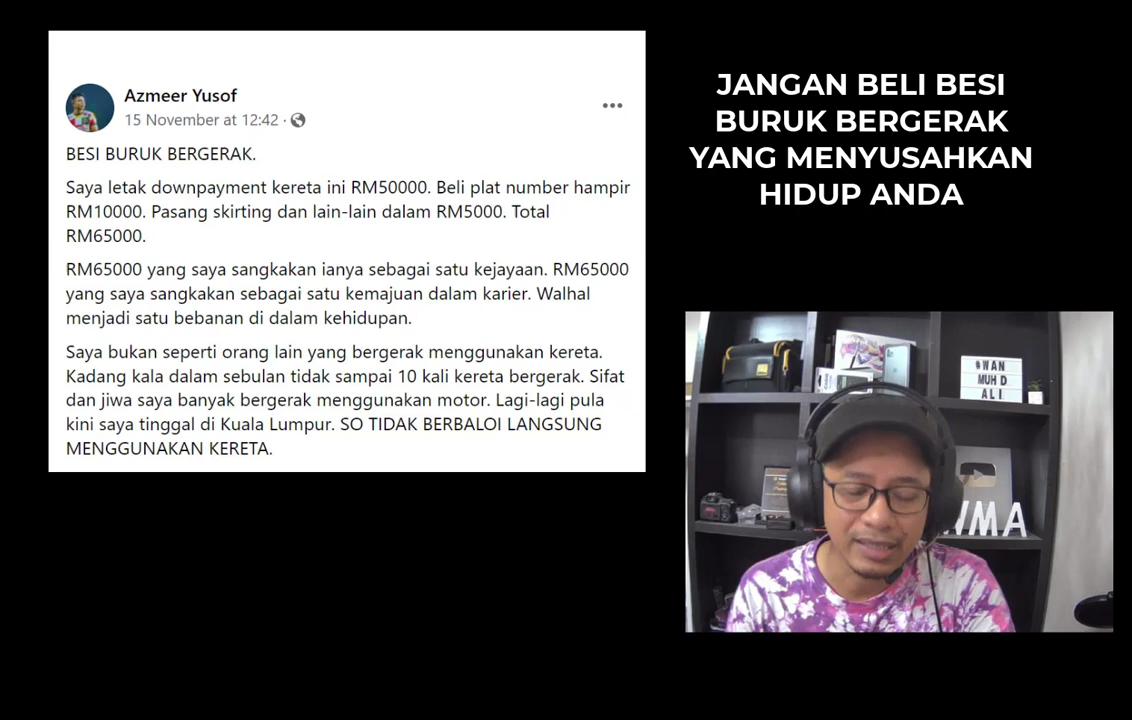 Azmeer Yusof
15 November at 12:42 ·
BESI BURUK BERGERAK.
Saya letak downpayment kereta ini RM50000. Beli plat number hampir
RM10000. Pasang skirting dan lain-lain dalam RM5000. Total
RM65000.
RM65000 yang saya sangkakan ianya sebagai satu kejayaan. RM65000
yang saya sangkakan sebagai satu kemajuan dalam karier. Walhal
menjadi satu bebanan di dalam kehidupan.
Saya bukan seperti orang lain yang bergerak menggunakan kereta.
Kadang kala dalam sebulan tidak sampai 10 kali kereta bergerak. Sifat
dan jiwa saya banyak bergerak menggunakan motor. Lagi-lagi pula
kini saya tinggal di Kuala Lumpur. SO TIDAK BERBALOI LANGSUNG
MENGGUNAKAN KERETA.
JANGAN BELI BESI
BURUK BERGERAK
YANG MENYUSAHKAN
HIDUP ANDA
#WAN
MUHD
ALI
WMA